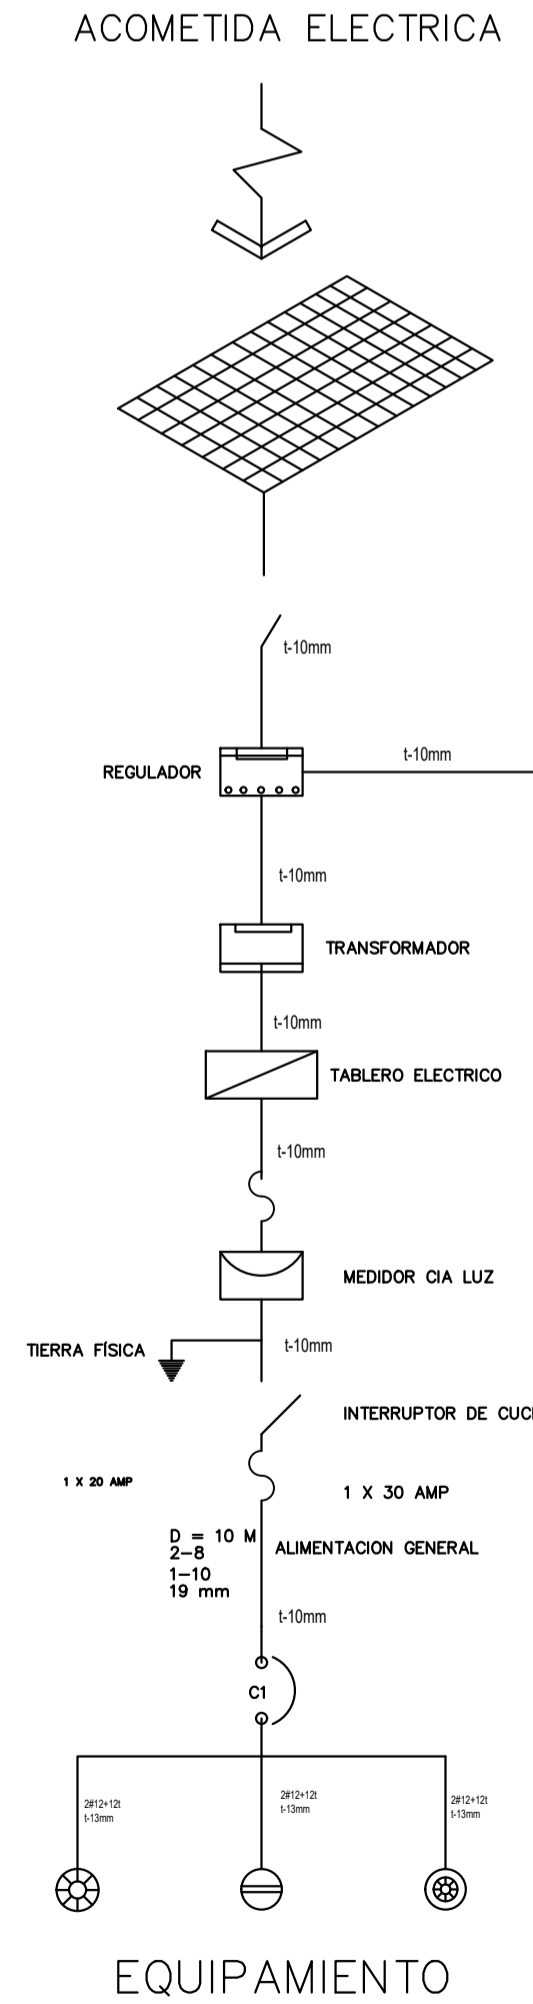 ACOMETIDA ELECTRICA
t-10mm
t-10mm
REGULADOR
t-10mm
TRANSFORMADOR
t-10mm
TABLERO ELECTRICO
t-10mm
MEDIDOR CIA LUZ
TIERRA FÍSICA
t-10mm
INTERRUPTOR DE
1 X 20 AMP
1 X 30 AMP
D = 10 M
2-8
1-10
19 mm
ALIMENTACION GENERAL
t-10mm
C1
2#12+12t
t-13mm
2#12+12t
t-13mm
2#12+12t
t-13mm
EQUIPAMIENTO